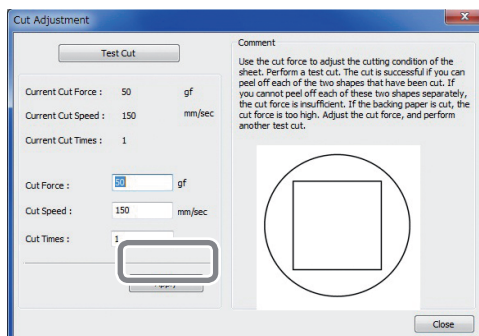 Cut Adjustment
Test Cut
Current Cut Force : 50 gf
Current Cut Speed : 150 mm/sec
Current Cut Times : 1
Cut Force : 50 gf
Cut Speed : 150 mm/sec
Cut Times : 1
Comment
Use the cut force to adjust the cutting condition of the
sheet. Perform a test cut. The cut is successful if you can
peel off each of the two shapes that have been cut. If
you cannot peel off each of these two shapes separately,
the cut force is insufficient. If the backing paper is cut, the
cut force is too high. Adjust the cut force, and perform
another test cut.
Close